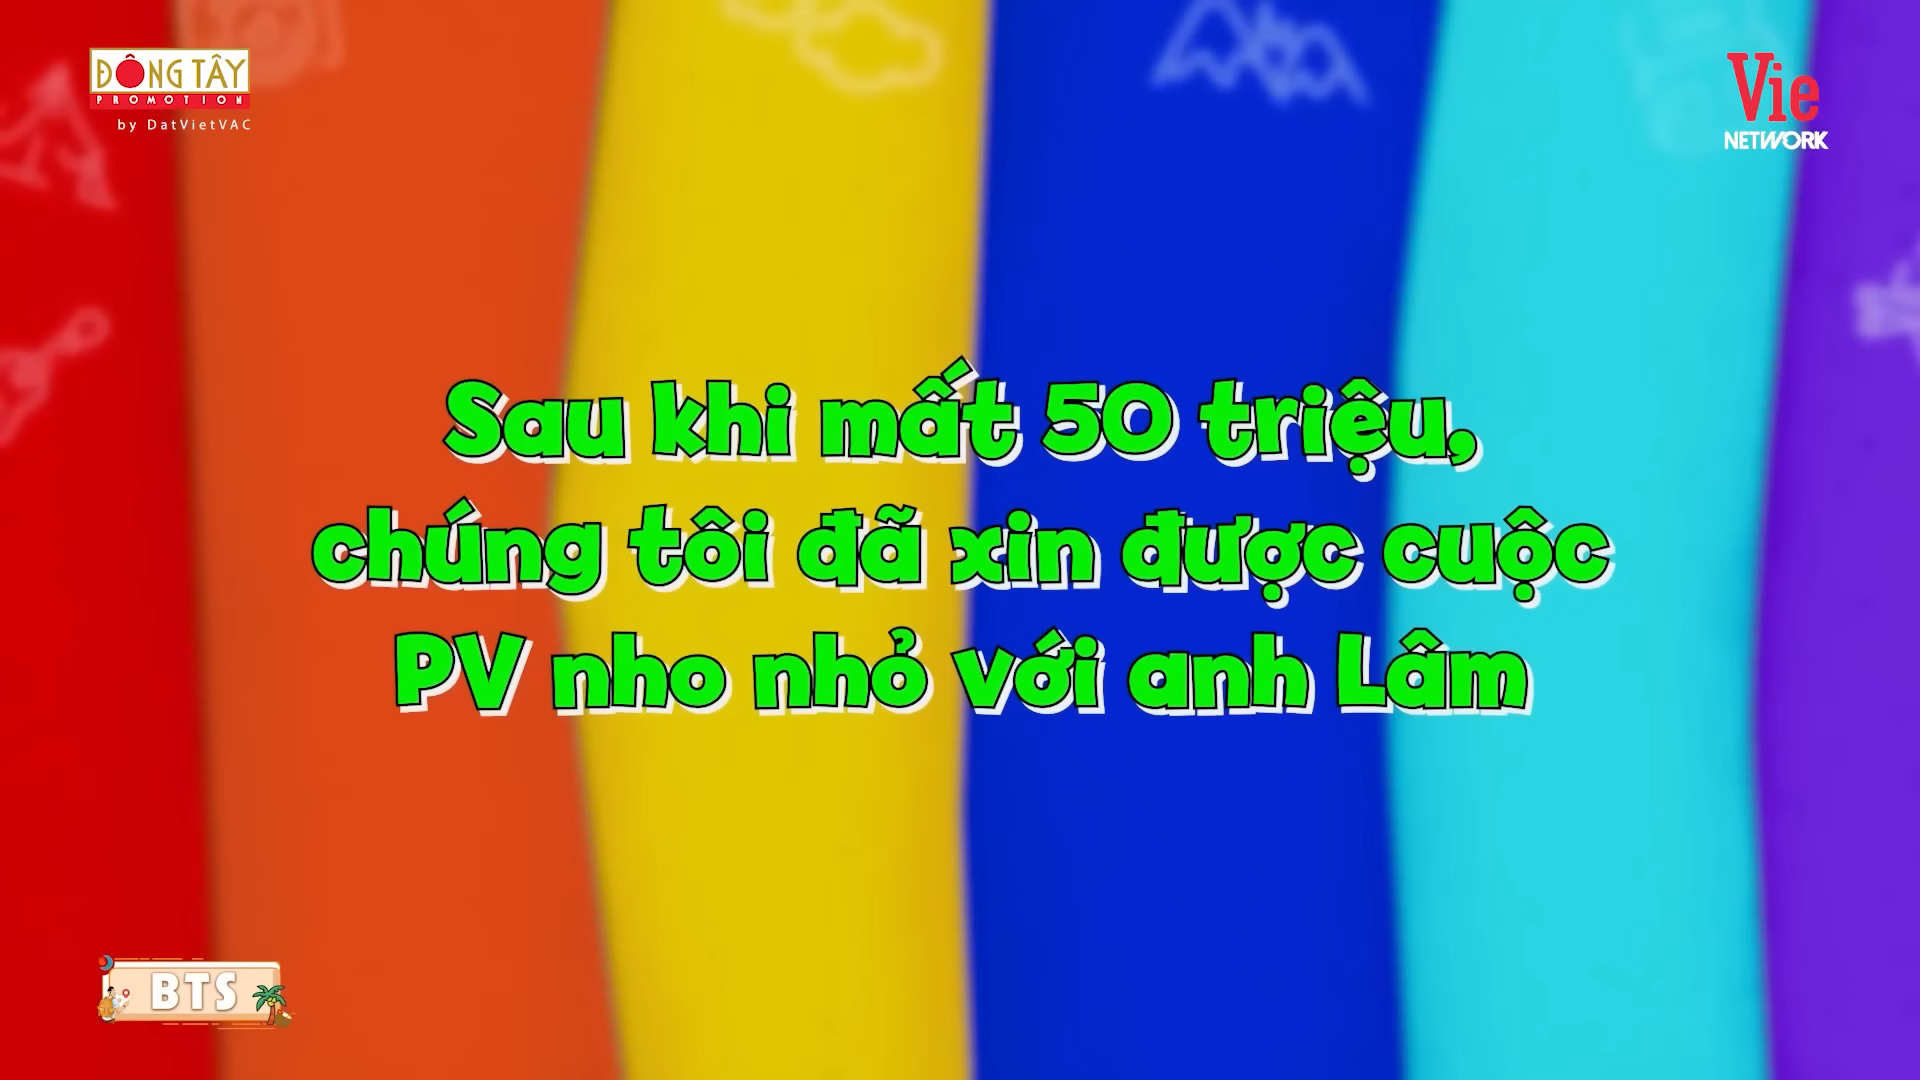 ĐÔNG TÂY
PROMOTION
by DatVietVAC
Vie
NETWORK
Sau khi mất 50 triệu,
chúng tôi đã xin được cuộc
PV nho nhỏ với anh Lâm
BTS